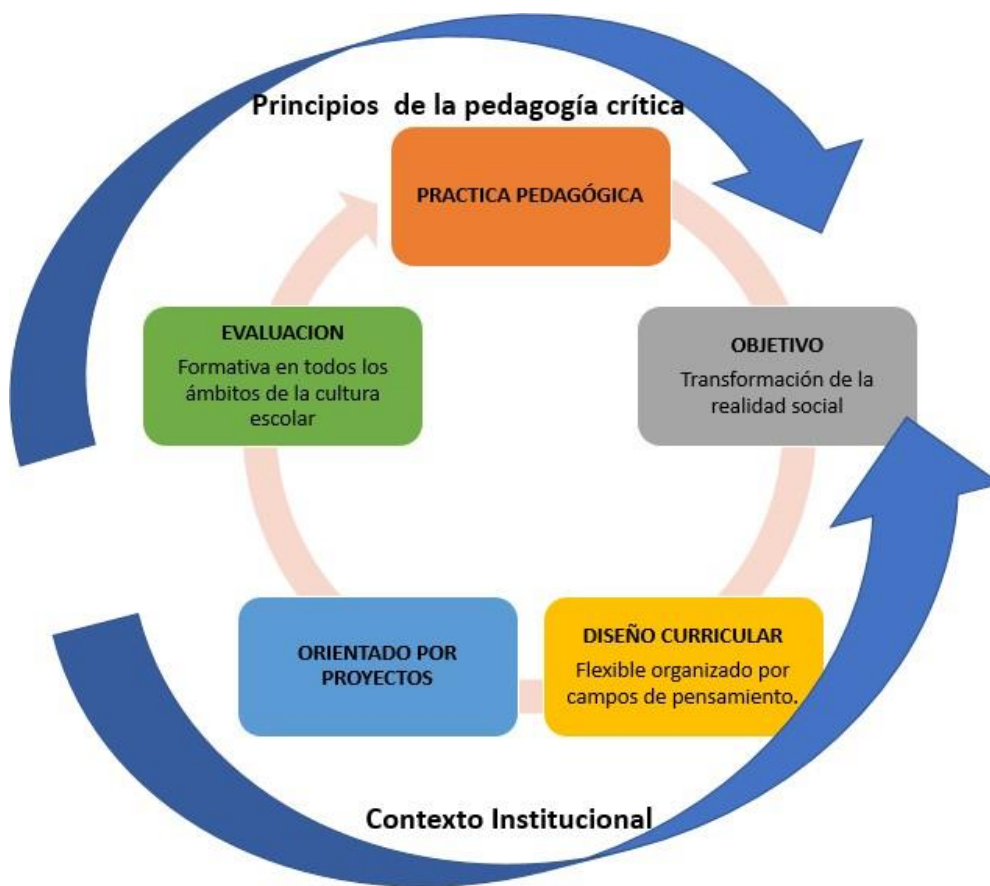 Principios de la pedagogía crítica
PRACTICA PEDAGÓGICA
EVALUACION
Formativa en todos los
ámbitos de la cultura
escolar
OBJETIVO
Transformación de la
realidad social
ORIENTADO POR
PROYECTOS
DISEÑO CURRICULAR
Flexible organizado por
campos de pensamiento.
Contexto Institucional